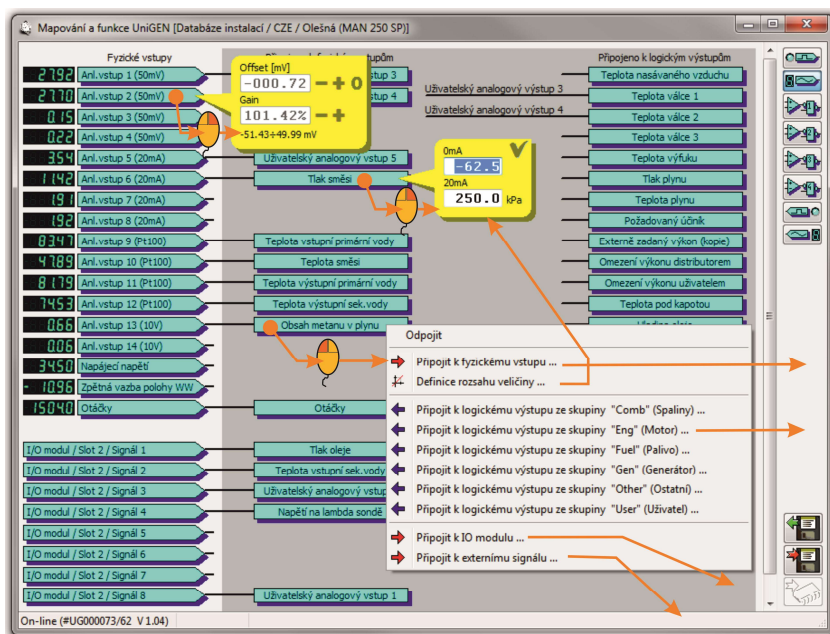 Mapování a funkce UniGEN [Databáze instalací / CZE / Olešná (MAN 250 SP)]
Fyzické vstupy
Připojeno k logickým výstupům
2792 Anl.vstup 1 (50mV)
2770 Anl.vstup 2 (50mV)
0.15 Anl.vstup 3 (50mV)
0.22 Anl.vstup 4 (50mV)
354 Anl.vstup 5 (20mA)
1142 Anl.vstup 6 (20mA)
191 Anl.vstup 7 (20mA)
192 Anl.vstup 8 (20mA)
8347 Anl.vstup 9 (Pt100)
4789 Anl.vstup 10 (Pt100)
8179 Anl.vstup 11 (Pt100)
7453 Anl.vstup 12 (Pt100)
0.66 Anl.vstup 13 (10V)
0.06 Anl.vstup 14 (10V)
3450 Napájecí napětí
- 1096 Zpětná vazba polohy WW
15040 Otáčky
I/O modul / Slot 2 / Signál 1
I/O modul / Slot 2 / Signál 2
I/O modul / Slot 2 / Signál 3
I/O modul / Slot 2 / Signál 4
I/O modul / Slot 2 / Signál 5
I/O modul / Slot 2 / Signál 6
I/O modul / Slot 2 / Signál 7
I/O modul / Slot 2 / Signál 8
Offset [mV]
-000.72 − + 0
Gain
101.42% − +
-51.43÷49.99 mV
stup 3
stup 4
Uživatelský analogový vstup 5
Tlak směsi
Teplota vstupní primární vody
Teplota směsi
Teplota výstupní primární vody
Teplota výstupní sek.vody
Obsah metanu v plynu
Otáčky
Tlak oleje
Teplota vstupní sek.vody
Uživatelský analogový vstup
Napětí na lambda sondě
Uživatelský analogový vstup 1
0mA
-62.5
20mA
250.0 kPa
Uživatelský analogový výstup 3
Uživatelský analogový výstup 4
Teplota nasávaného vzduchu
Teplota válce 1
Teplota válce 2
Teplota válce 3
Teplota výfuku
Tlak plynu
Teplota plynu
Požadovaný účiník
Externě zadaný výkon (kopie)
Omezení výkonu distributorem
Omezení výkonu uživatelem
Teplota pod kapotou
Hladina oleje
Odpojit
Připojit k fyzickému vstupu ...
Definice rozsahu veličiny ...
Připojit k logickému výstupu ze skupiny "Comb" (Spaliny) ...
Připojit k logickému výstupu ze skupiny "Eng" (Motor) ...
Připojit k logickému výstupu ze skupiny "Fuel" (Palivo) ...
Připojit k logickému výstupu ze skupiny "Gen" (Generátor) ...
Připojit k logickému výstupu ze skupiny "Other" (Ostatní) ...
Připojit k logickému výstupu ze skupiny "User" (Uživatel) ...
Připojit k IO modulu ...
Připojit k externímu signálu ...
1
2
3
4
On-line (#UG000073/62 V 1.04)